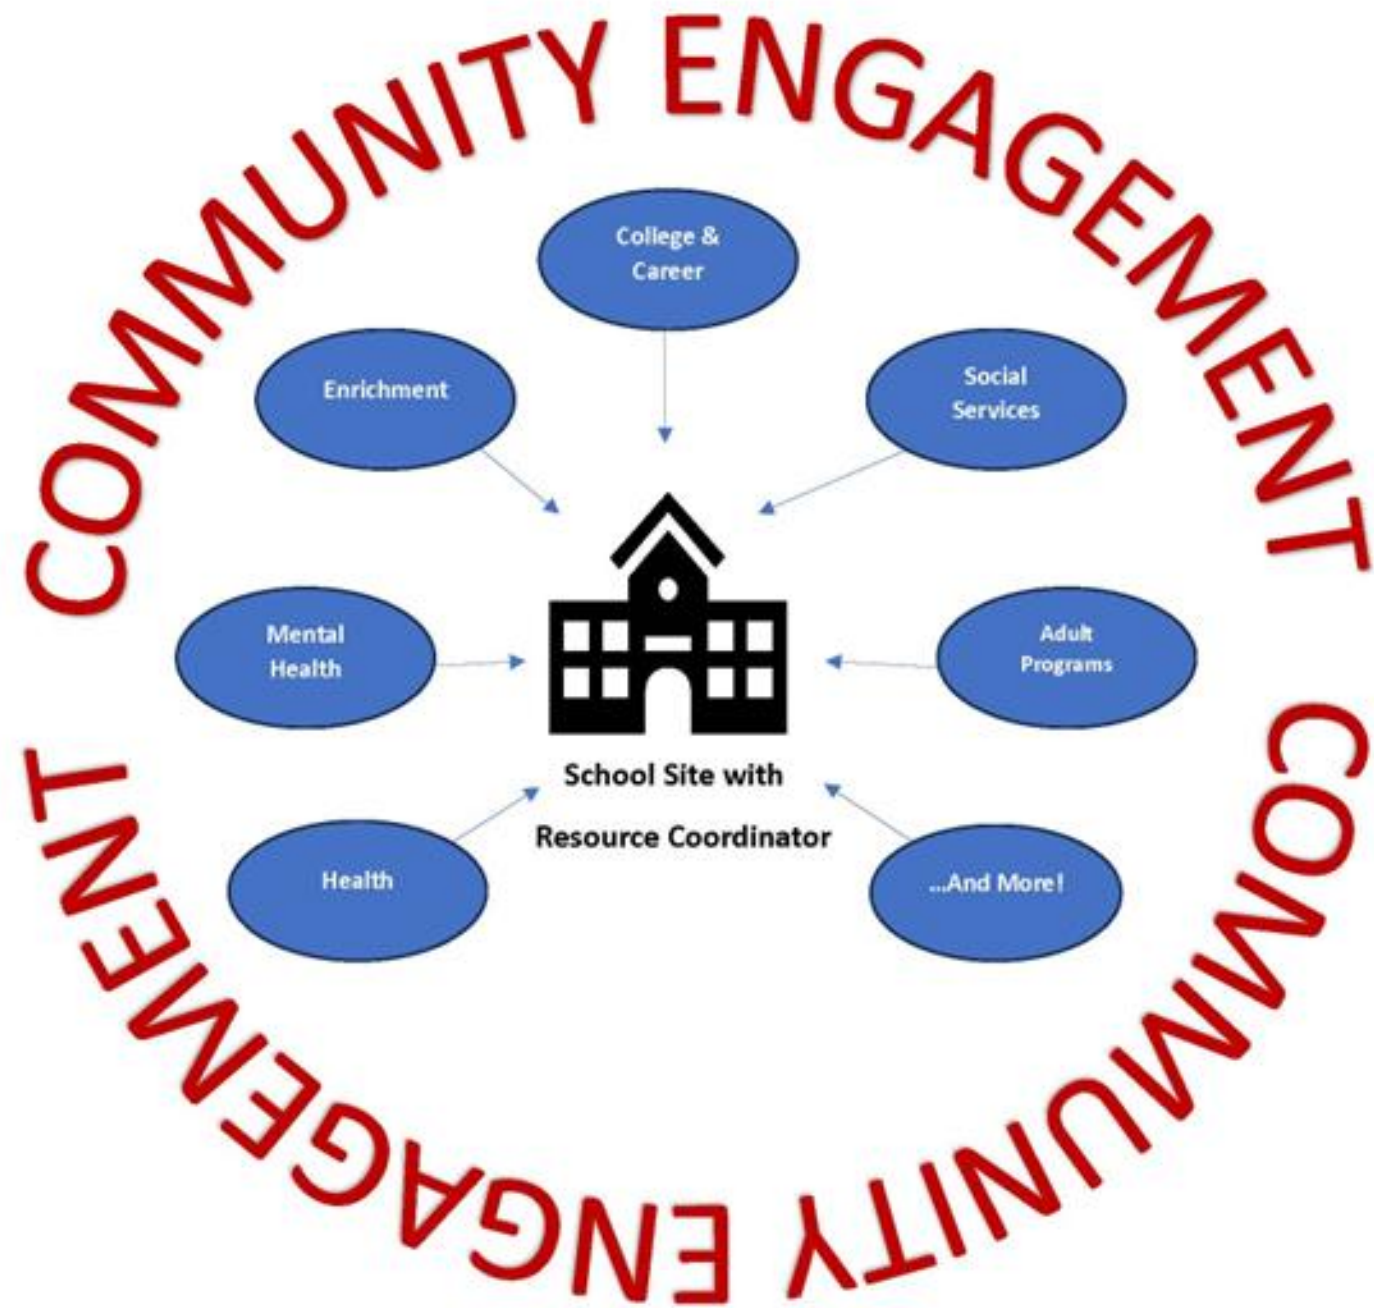 COMMUNITY ENGAGEMENT
College &
Career
Enrichment
Social
Services
Mental
Health
Adult
Programs
School Site with
Resource Coordinator
Health
...And More!
COMMUNITY ENGAGEMENT